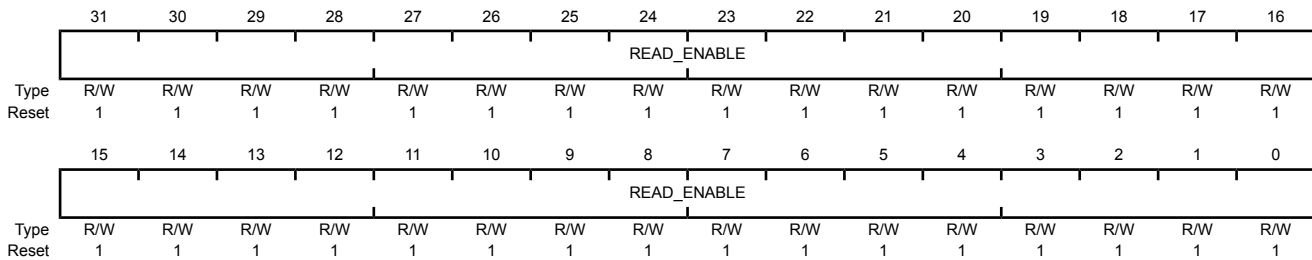 31 30 29 28 27 26 25 24 23 22 21 20 19 18 17 16
READ_ENABLE
Type R/W R/W R/W R/W R/W R/W R/W R/W R/W R/W R/W R/W R/W R/W R/W R/W
Reset 1 1 1 1 1 1 1 1 1 1 1 1 1 1 1 1
15 14 13 12 11 10 9 8 7 6 5 4 3 2 1 0
READ_ENABLE
Type R/W R/W R/W R/W R/W R/W R/W R/W R/W R/W R/W R/W R/W R/W R/W R/W
Reset 1 1 1 1 1 1 1 1 1 1 1 1 1 1 1 1